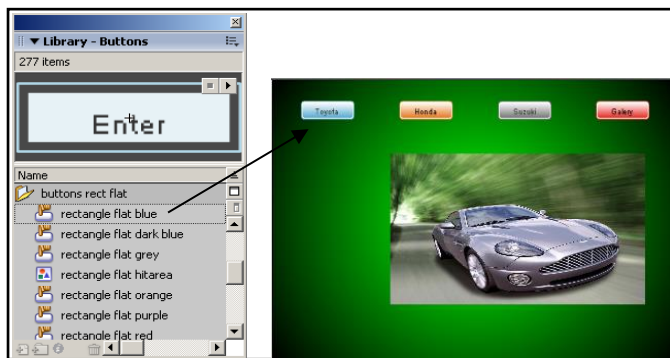 Library - Buttons
277 items
Enter
Name
buttons rect flat
rectangle flat blue
rectangle flat dark blue
rectangle flat grey
rectangle flat hitarea
rectangle flat orange
rectangle flat purple
rectangle flat red
Toyota
Honda
Suzuki
Galery